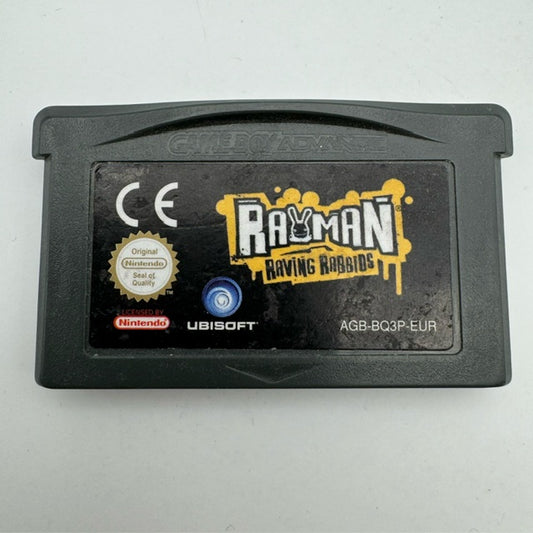 GAME BOY ADVANCE
CE
RAYMAN
RAVING RABBIDS
Original
Nintendo
Seal of
Quality
TM
LICENSED BY
Nintendo
UBISOFT
AGB-BQ3P-EUR